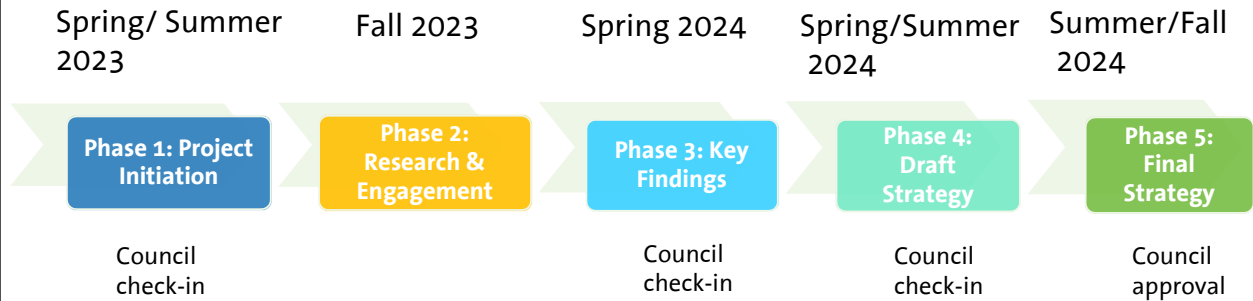 Spring/ Summer
2023
Fall 2023
Spring 2024
Spring/Summer
2024
Summer/Fall
2024
Phase 1: Project
Initiation
Phase 2:
Research &
Engagement
Phase 3: Key
Findings
Phase 4:
Draft
Strategy
Phase 5:
Final
Strategy
Council
check-in
Council
check-in
Council
check-in
Council
approval